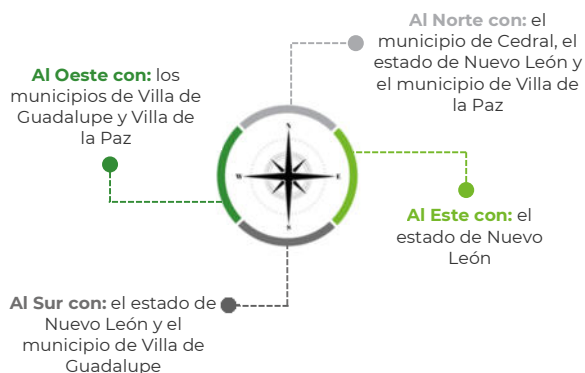 Al Norte con: el
municipio de Cedral, el
estado de Nuevo León y
el municipio de Villa de
la Paz
Al Oeste con: los
municipios de Villa de
Guadalupe y Villa de
la Paz
N
W
E
S
Al Este con: el
estado de Nuevo
León
Al Sur con: el estado de
Nuevo León y el
municipio de Villa de
Guadalupe